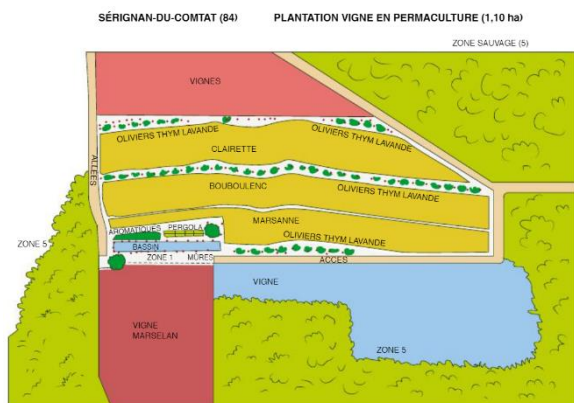 SÉRIGNAN-DU-COMTAT (84) PLANTATION VIGNE EN PERMACULTURE (1,10 ha)
ZONE SAUVAGE (5)
VIGNES
OLIVIERS THYM LAVANDE
OLIVIERS THYM LAVANDE
CLAIRETTE
ALLÉES
BOUBOULENC
OLIVIERS THYM LAVANDE
MARSANNE
AROMATIQUES PERGOLA
OLIVIERS THYM LAVANDE
ZONE 5
BASSIN
ZONE 1 MÛRES
ACCES
VIGNE
VIGNE
MARSELAN
ZONE 5